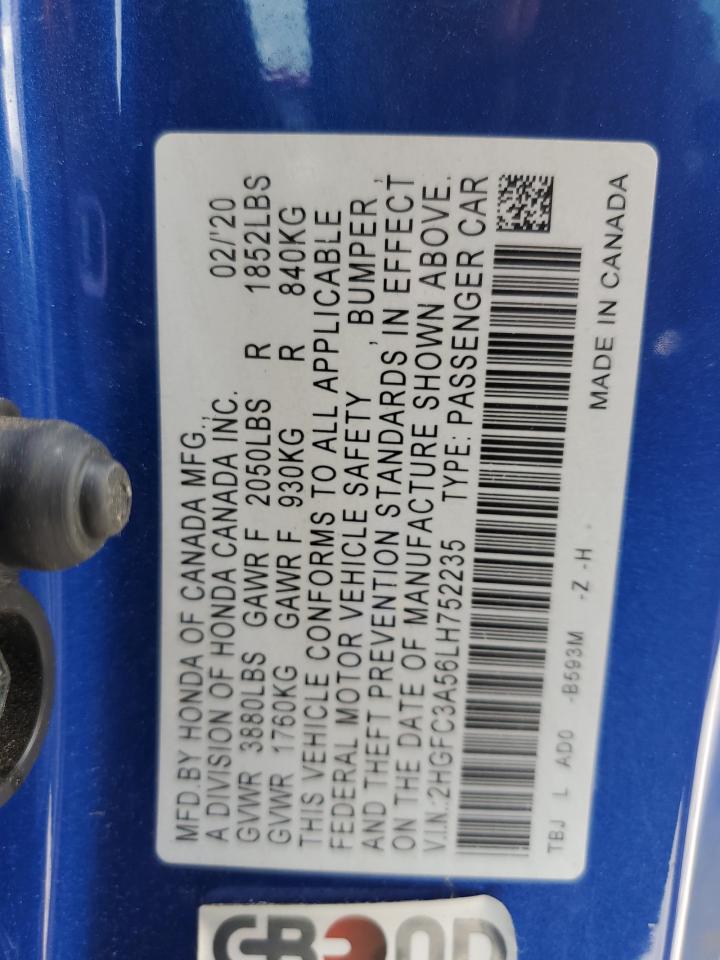 MFD.BY HONDA OF CANADA MFG.,
A DIVISION OF HONDA CANADA INC. 02/'20
GVWR 3880LBS GAWR F 2050LBS R 1852LBS
GVWR 1760KG GAWR F 930KG R 840KG
THIS VEHICLE CONFORMS TO ALL APPLICABLE
FEDERAL MOTOR VEHICLE SAFETY , BUMPER ,
AND THEFT PREVENTION STANDARDS IN EFFECT
ON THE DATE OF MANUFACTURE SHOWN ABOVE.
V.I.N.:2HGFC3A56LH752235 TYPE: PASSENGER CAR
TBJ L AD0 -B593M -Z -H
MADE IN CANADA